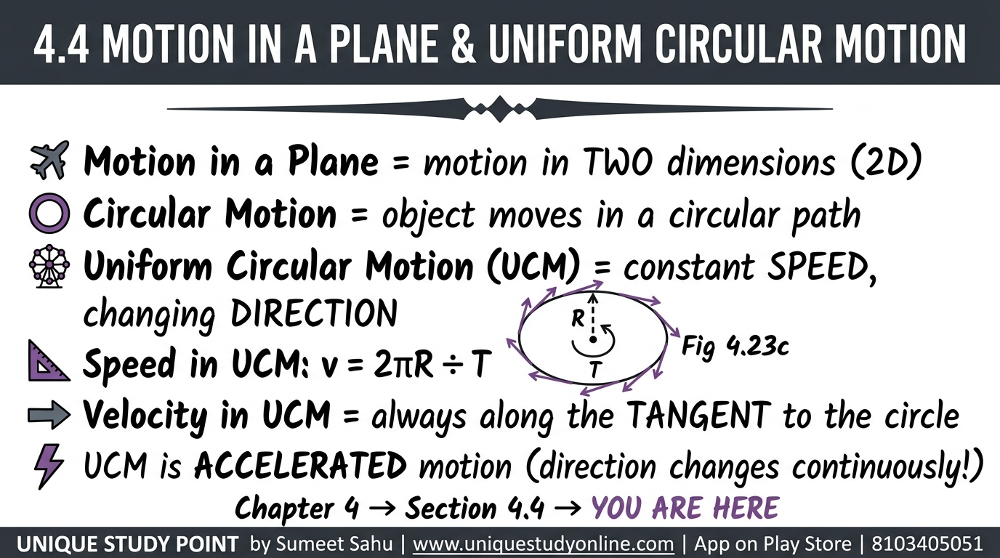 4.4 MOTION IN A PLANE & UNIFORM CIRCULAR MOTION
Motion in a Plane = motion in TWO dimensions (2D)
Circular Motion = object moves in a circular path
Uniform Circular Motion (UCM) = constant SPEED,
changing DIRECTION
R
T
Fig 4.23c
Speed in UCM: v = 2πR ÷ T
Velocity in UCM = always along the TANGENT to the circle
UCM is ACCELERATED motion (direction changes continuously!)
Chapter 4 → Section 4.4 → YOU ARE HERE
UNIQUE STUDY POINT by Sumeet Sahu | www.uniquestudyonline.com | App on Play Store | 8103405051